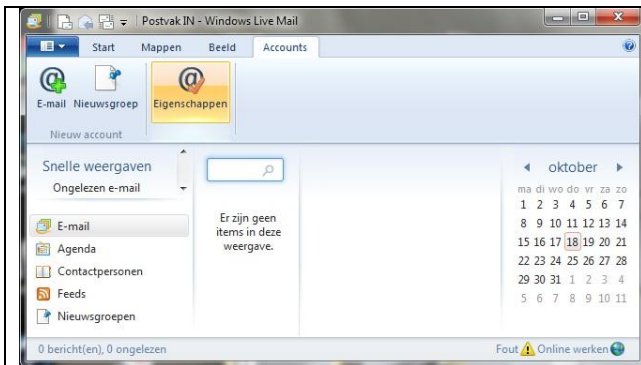 Postvak IN - Windows Live Mail
Start Mappen Beeld Accounts
E-mail Nieuwsgroep Eigenschappen
Nieuw account
Snelle weergaven
Ongelezen e-mail
E-mail
Agenda
Contactpersonen
Feeds
Nieuwsgroepen
Er zijn geen
items in deze
weergave.
oktober
ma di wo do vr za zo
1 2 3 4 5 6 7
8 9 10 11 12 13 14
15 16 17 18 19 20 21
22 23 24 25 26 27 28
29 30 31 1 2 3 4
5 6 7 8 9 10 11
0 bericht(en), 0 ongelezen
Fout Online werken